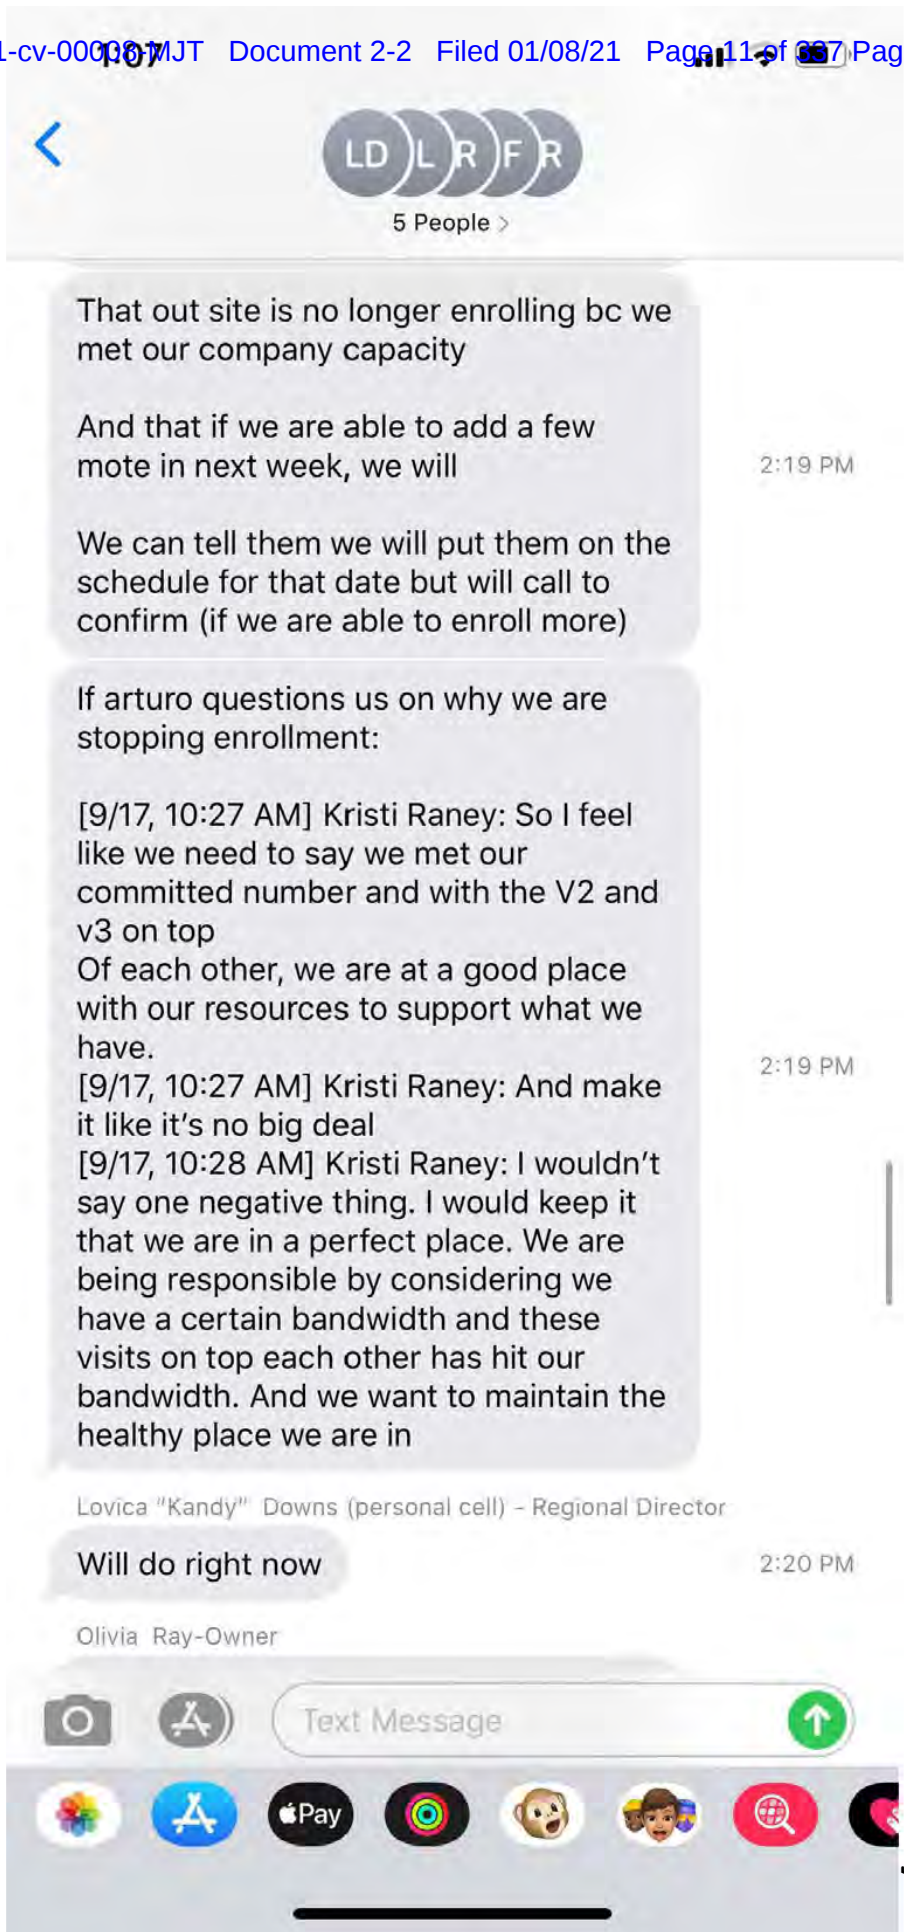 1-cv-00008-MJT Document 2-2 Filed 01/08/21 Page 11 of 337 Pag
1:07
LD L R F R
5 People >
That out site is no longer enrolling bc we
met our company capacity
And that if we are able to add a few
mote in next week, we will
2:19 PM
We can tell them we will put them on the
schedule for that date but will call to
confirm (if we are able to enroll more)
If arturo questions us on why we are
stopping enrollment:
[9/17, 10:27 AM] Kristi Raney: So I feel
like we need to say we met our
committed number and with the V2 and
v3 on top
Of each other, we are at a good place
with our resources to support what we
have.
2:19 PM
[9/17, 10:27 AM] Kristi Raney: And make
it like it's no big deal
[9/17, 10:28 AM] Kristi Raney: I wouldn't
say one negative thing. I would keep it
that we are in a perfect place. We are
being responsible by considering we
have a certain bandwidth and these
visits on top each other has hit our
bandwidth. And we want to maintain the
healthy place we are in
Lovica "Kandy" Downs (personal cell) - Regional Director
Will do right now
2:20 PM
Olivia Ray-Owner
Text Message
Pay